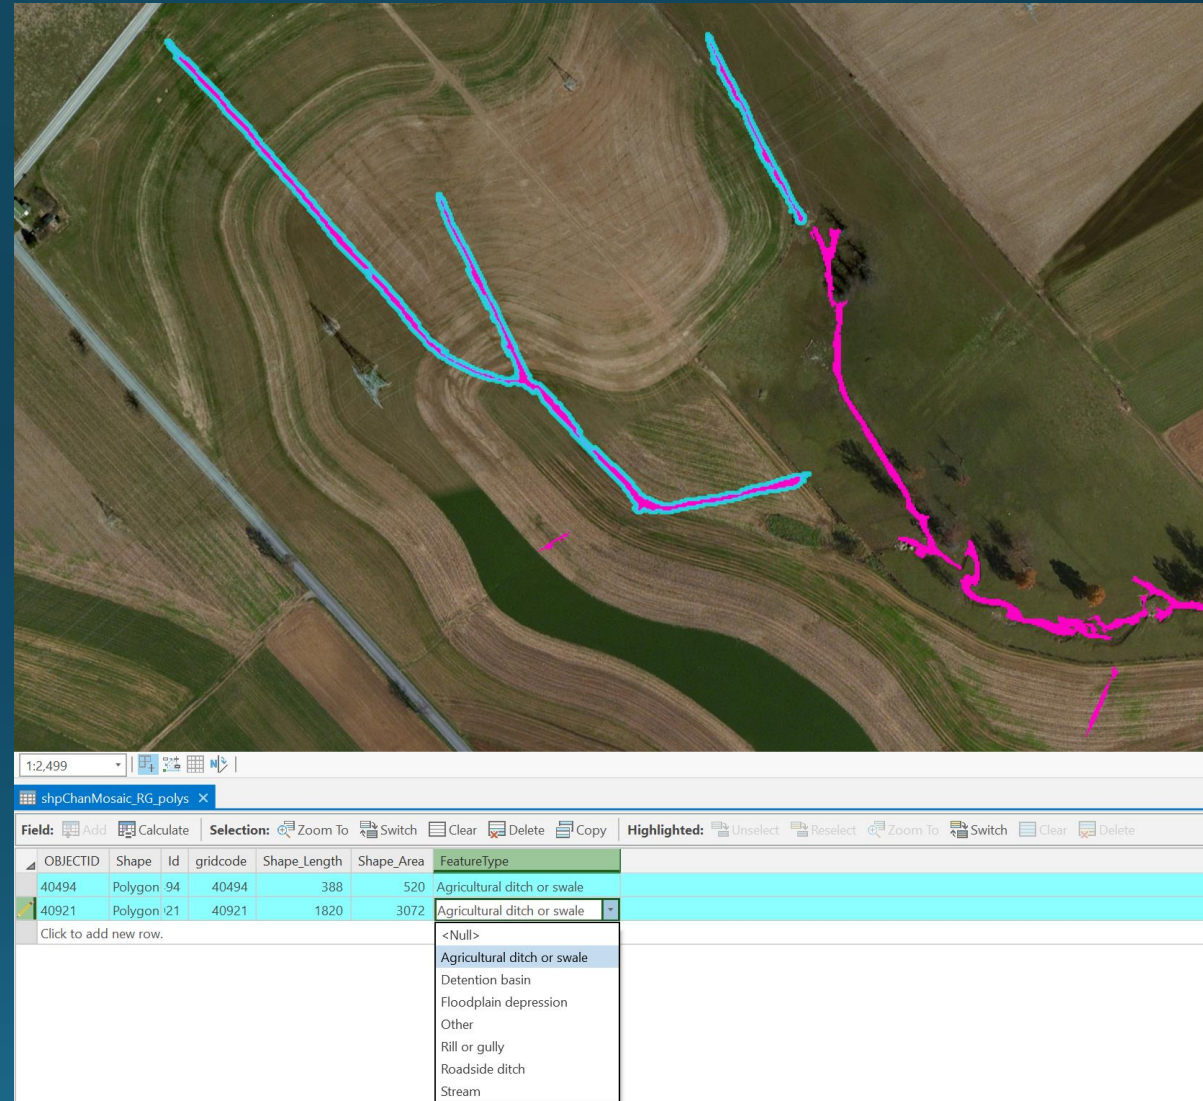 1:2,499
shpChanMosaic_RG_polys
Field: Add Calculate Selection: Zoom To Switch Clear Delete Copy Highlighted: Unselect Reselect Zoom To Switch Clear Delete
OBJECTID Shape Id gridcode Shape_Length Shape_Area FeatureType
40494 Polygon 94 40494 388 520 Agricultural ditch or swale
40921 Polygon 21 40921 1820 3072 Agricultural ditch or swale
Click to add new row.
<Null>
Agricultural ditch or swale
Detention basin
Floodplain depression
Other
Rill or gully
Roadside ditch
Stream